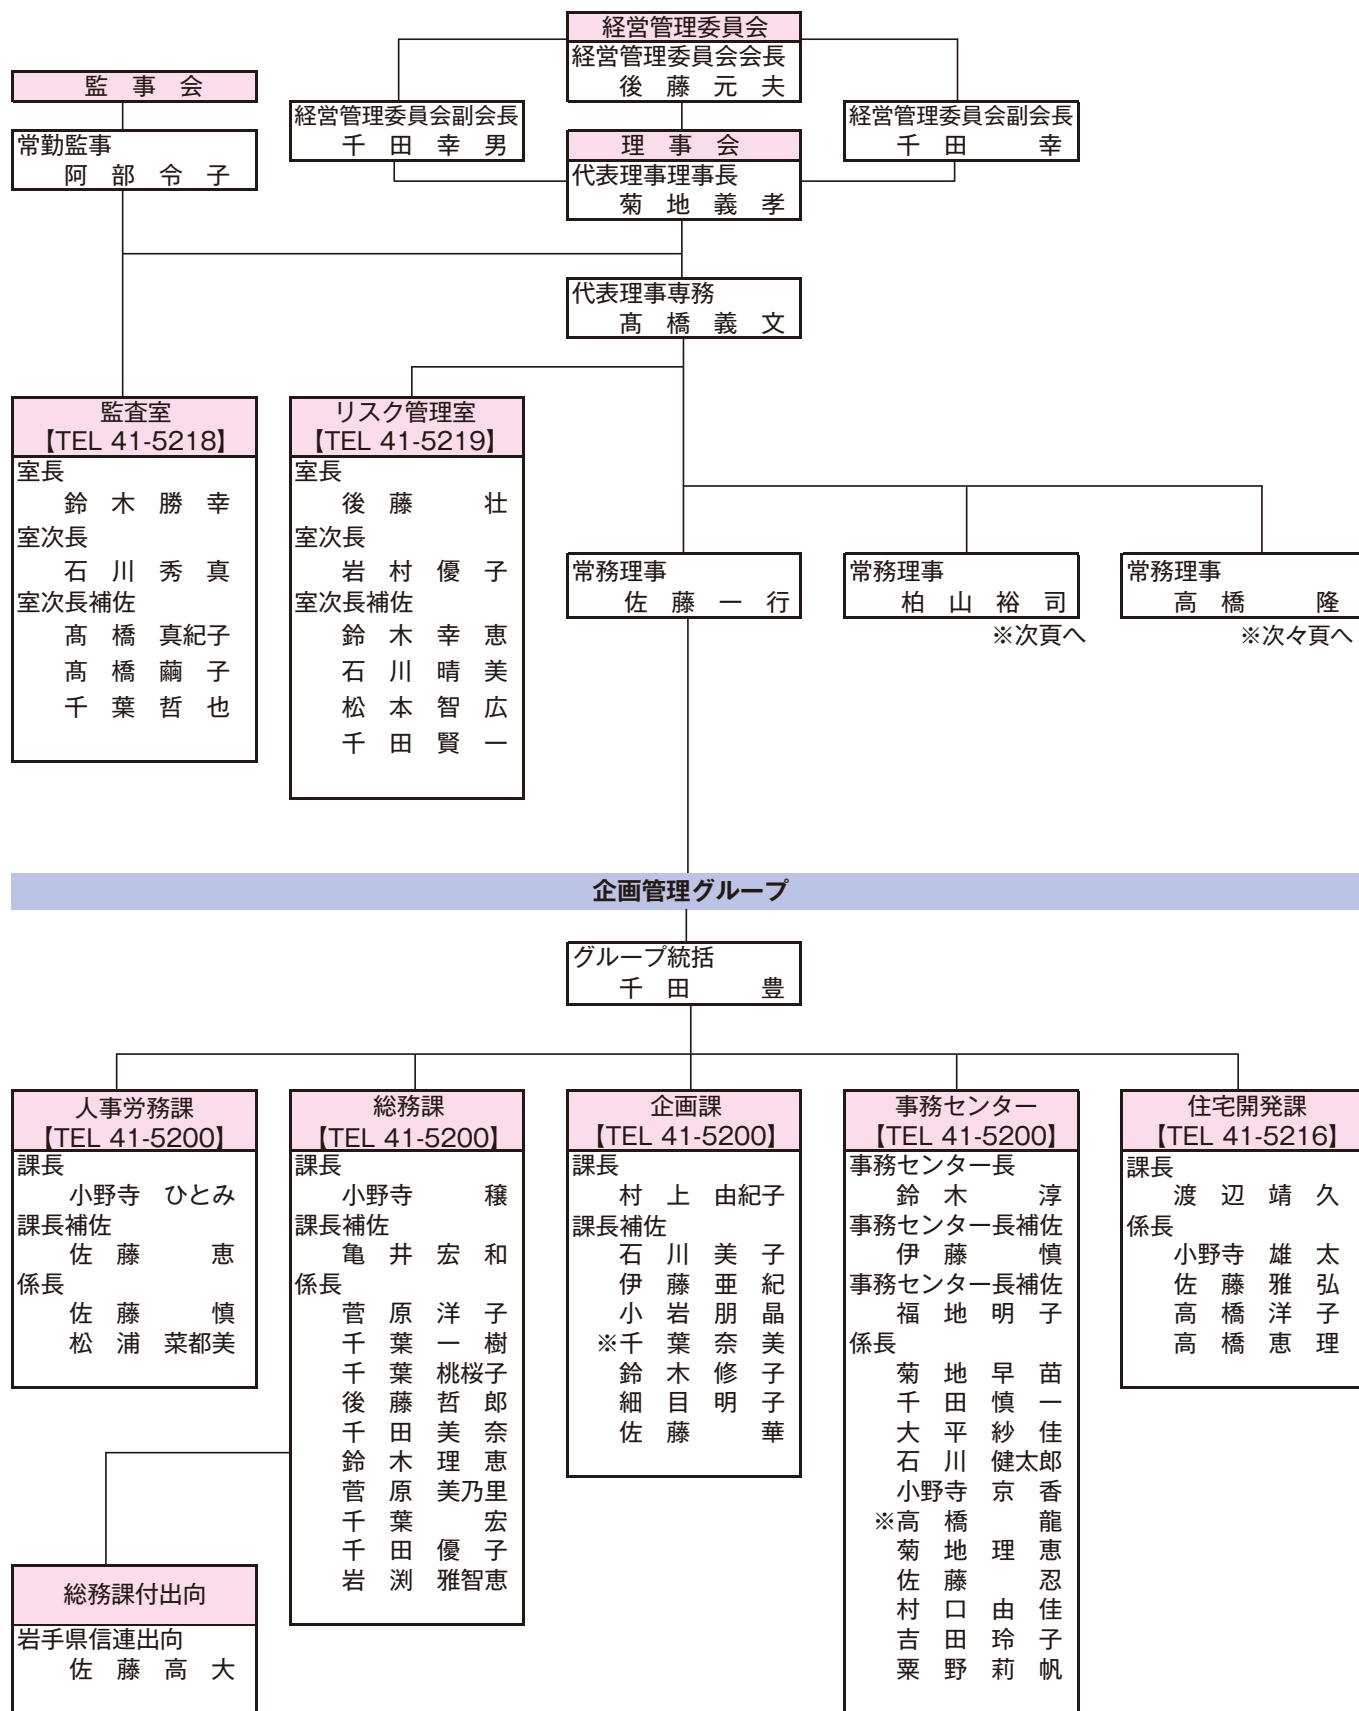 経営管理委員会
経営管理委員会会長
後藤元夫
監事会
常勤監事
阿部令子
経営管理委員会副会長
千田幸男
経営管理委員会副会長
千田幸
理事会
代表理事理事長
菊地義孝
代表理事専務
髙橋義文
監査室
【TEL 41-5218】
室長
鈴木勝幸
室次長
石川秀真
室次長補佐
髙橋真紀子
髙橋繭子
千葉哲也
リスク管理室
【TEL 41-5219】
室長
後藤壮
室次長
岩村優子
室次長補佐
鈴木幸恵
石川晴美
松本智広
千田賢一
常務理事
佐藤一行
常務理事
柏山裕司
※次頁へ
常務理事
高橋隆
※次々頁へ
企画管理グループ
グループ統括
千田豊
人事労務課
【TEL 41-5200】
課長
小野寺ひとみ
課長補佐
佐藤恵
係長
佐藤慎
松浦菜都美
総務課
【TEL 41-5200】
課長
小野寺穣
課長補佐
亀井宏和
係長
菅原洋子
千葉一樹
千葉桃桜子
後藤哲郎
千田美奈
鈴木理恵
菅原美乃里
千葉宏
千田優子
岩渕雅智恵
総務課付出向
岩手県信連出向
佐藤高大
企画課
【TEL 41-5200】
課長
村上由紀子
課長補佐
石川美子
伊藤亜紀
小岩朋晶
※千葉奈美
鈴木修子
細目明子
佐藤華
事務センター
【TEL 41-5200】
事務センター長
鈴木淳
事務センター長補佐
伊藤慎
事務センター長補佐
福地明子
係長
菊地早苗
千田慎一
大平紗佳
石川健太郎
小野寺京香
※高橋龍
菊地理恵
佐藤忍
村口由佳
吉田玲子
粟野莉帆
住宅開発課
【TEL 41-5216】
課長
渡辺靖久
係長
小野寺雄太
佐藤雅弘
高橋洋子
高橋恵理